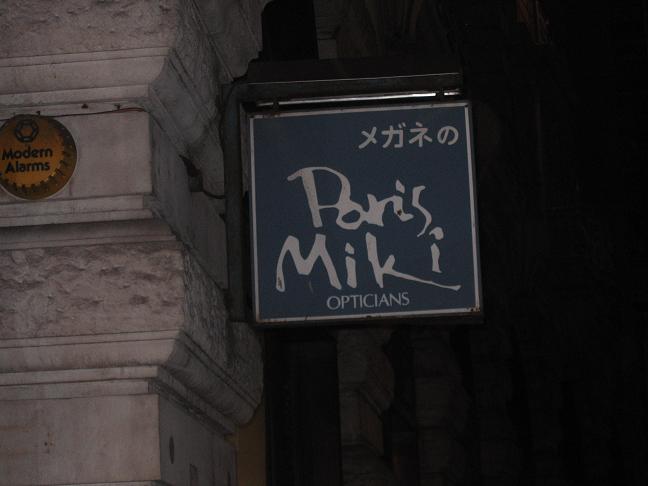 Modern
Alarms
メガネの
Paris
Miki
OPTICIANS